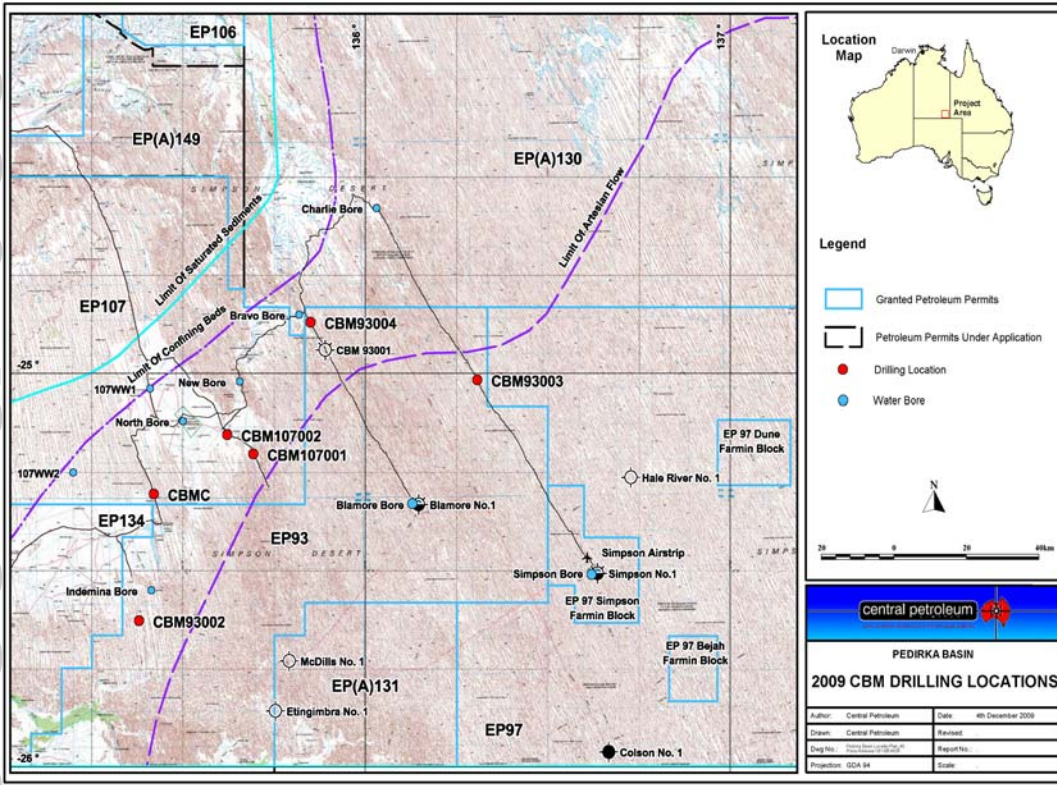 EP106
136°
137°
EP(A)149
EP(A)130
SIMPSON
DESERT
Charlie Bore
Limit Of Artesian Flow
Limit Of Saturated Sediments
EP107
Limit Of Confining Beds
Bravo Bore
CBM93004
CBM 93001
-25°
107WW1
New Bore
CBM93003
North Bore
CBM107002
CBM107001
EP 97 Dune
Farmin Block
107WW2
Hale River No. 1
CBMC
Blamore Bore
Blamore No.1
EP134
EP93
SIMPSON
DESERT
Simpson Airstrip
Simpson Bore
Simpson No.1
Indemina Bore
EP 97 Simpson
Farmin Block
CBM93002
EP 97 Bejah
Farmin Block
McDills No. 1
EP(A)131
Etingimbra No. 1
EP97
Colson No. 1
-26°
Location
Map
Darwin
Project
Area
Legend
Granted Petroleum Permits
Petroleum Permits Under Application
Drilling Location
Water Bore
N
20 0 20 40km
central petroleum
PEDIRKA BASIN
2009 CBM DRILLING LOCATIONS
Author: Central Petroleum Date: 4th December 2009
Drawn: Central Petroleum Revised:
Dwg No.: Report No.:
Projection: GDA 94 Scale: